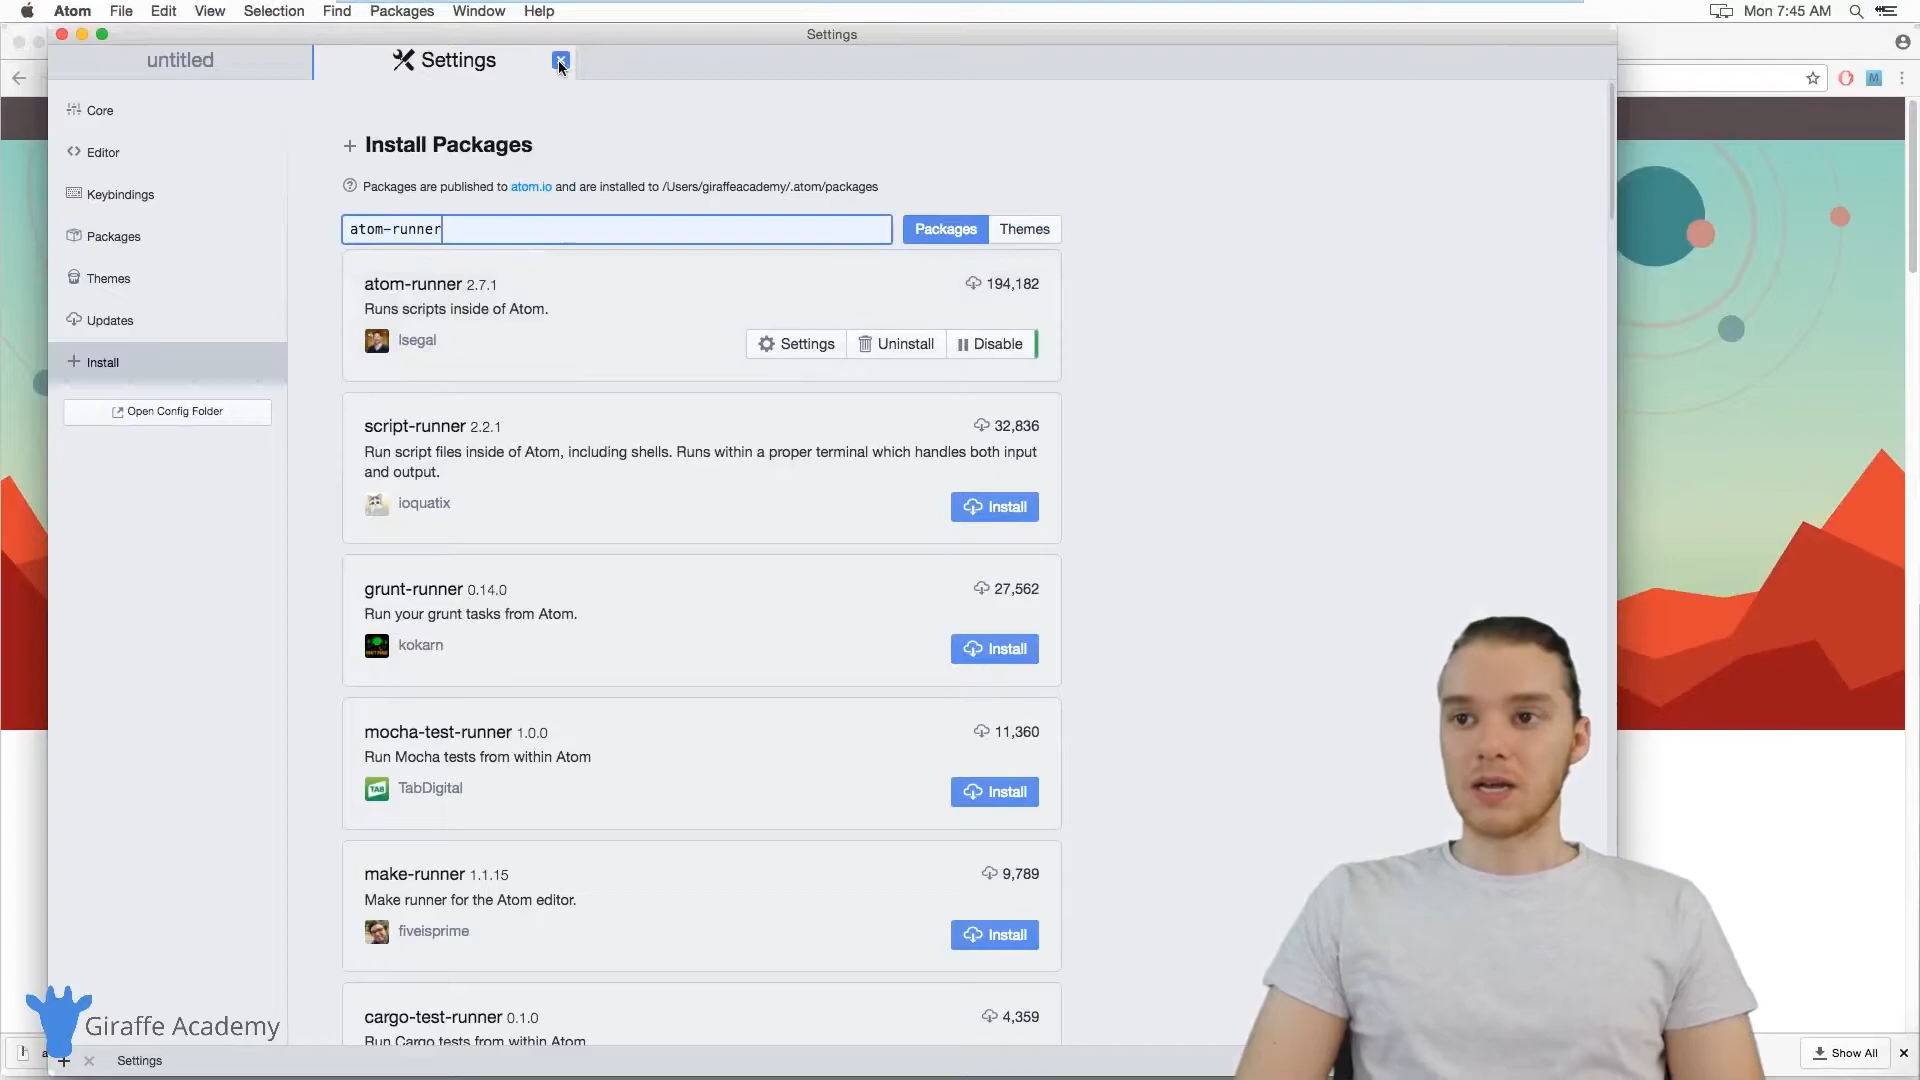 Atom File Edit View Selection Find Packages Window Help
Mon 7:45 AM
Settings
untitled
Settings
Core
Editor
Keybindings
Packages
Themes
Updates
Install
Open Config Folder
Install Packages
Packages are published to atom.io and are installed to /Users/giraffeacademy/.atom/packages
atom-runner
Packages Themes
atom-runner 2.7.1
194,182
Runs scripts inside of Atom.
lsegal
Settings Uninstall Disable
script-runner 2.2.1
32,836
Run script files inside of Atom, including shells. Runs within a proper terminal which handles both input
and output.
ioquatix
Install
grunt-runner 0.14.0
27,562
Run your grunt tasks from Atom.
kokarn
Install
mocha-test-runner 1.0.0
11,360
Run Mocha tests from within Atom
TAB
TabDigital
Install
make-runner 1.1.15
9,789
Make runner for the Atom editor.
fiveisprime
Install
cargo-test-runner 0.1.0
4,359
Run Cargo tests from within Atom
Giraffe Academy
Settings
Show All
M